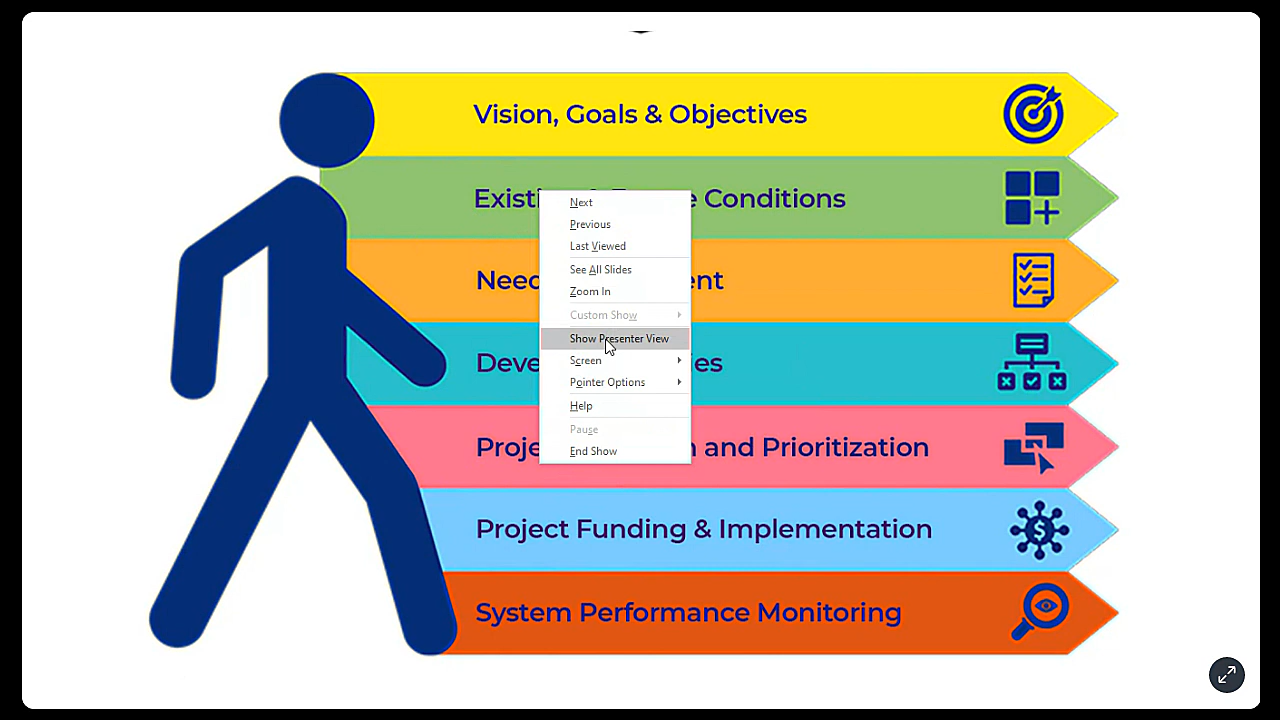 Vision, Goals & Objectives
Existi e Conditions
Next
Previous
Last Viewed
See All Slides
Zoom In
Custom Show
Show Presenter View
Screen
Pointer Options
Help
Pause
End Show
Need ent
Deve es
Proje n and Prioritization
Project Funding & Implementation
$
System Performance Monitoring